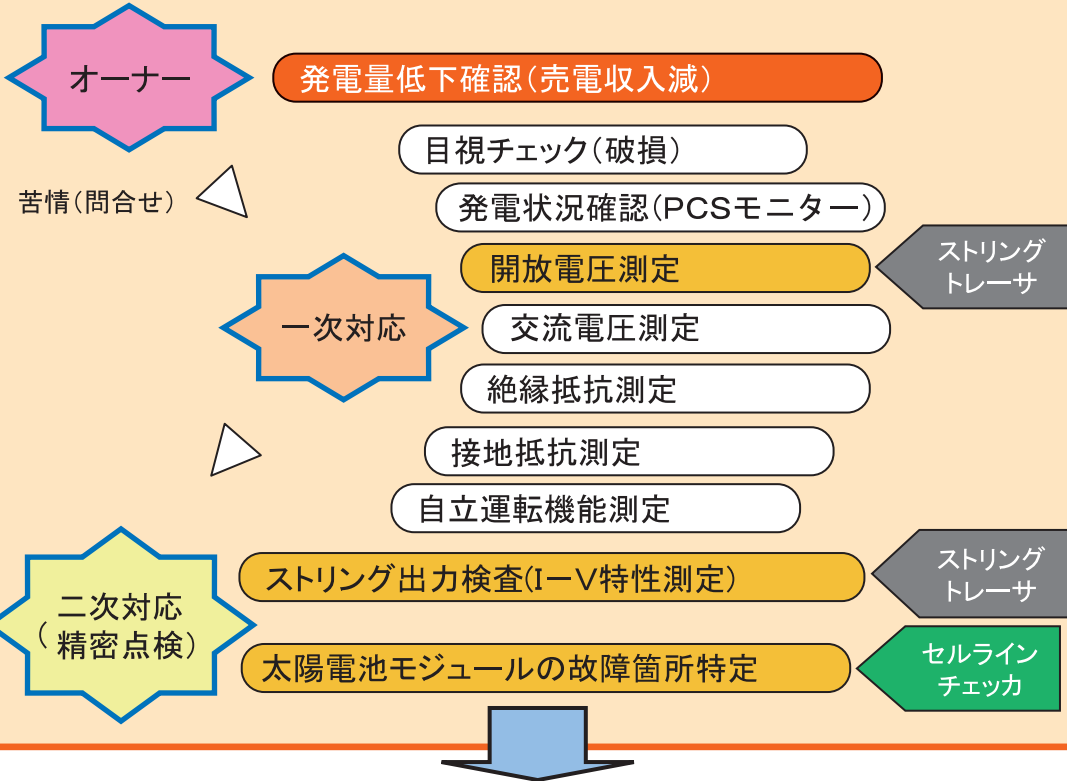 オーナー
発電量低下確認(売電収入減)
目視チェック(破損)
苦情(問合せ)
発電状況確認(PCSモニター)
開放電圧測定
ストリング
トレーサ
一次対応
交流電圧測定
絶縁抵抗測定
接地抵抗測定
自立運転機能測定
二次対応
(精密点検)
ストリング出力検査(I－V特性測定)
ストリング
トレーサ
太陽電池モジュールの故障箇所特定
セルライン
チェッカ